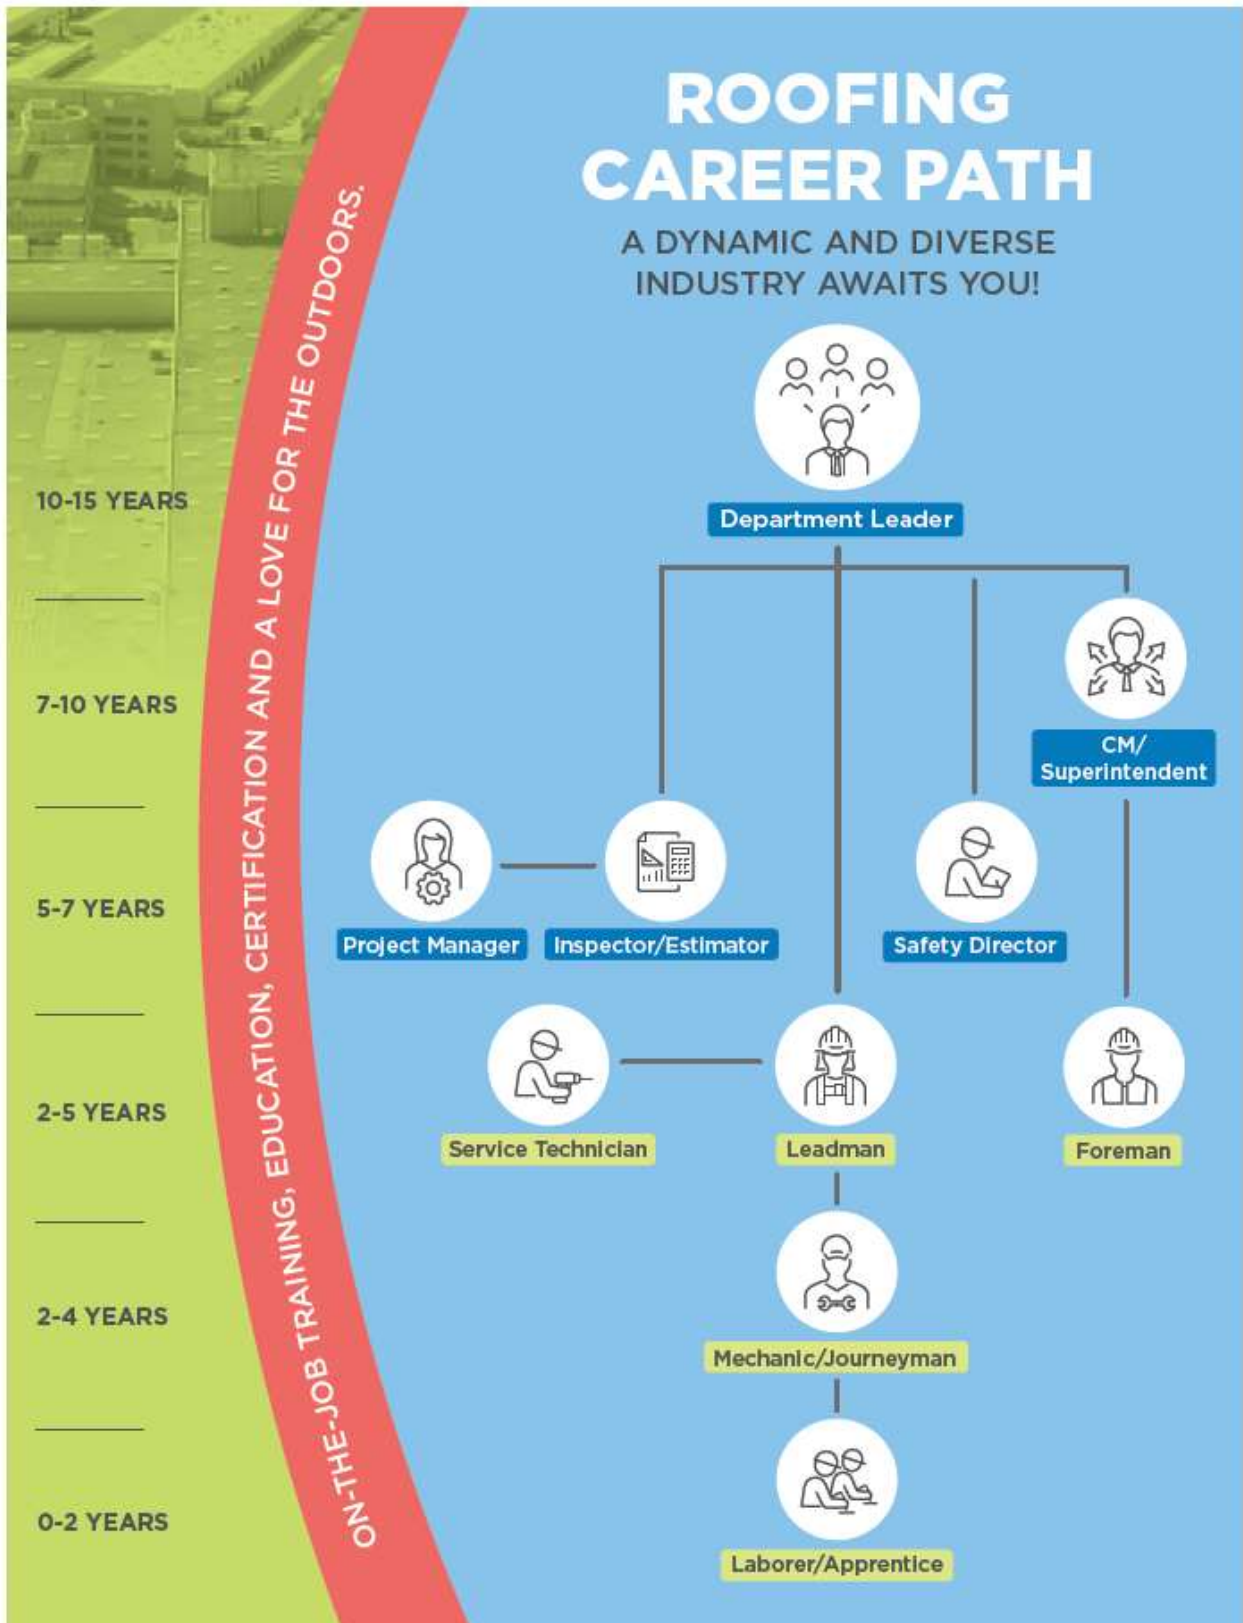 ROOFING
CAREER PATH
A DYNAMIC AND DIVERSE
INDUSTRY AWAITS YOU!
ON-THE-JOB TRAINING, EDUCATION, CERTIFICATION AND A LOVE FOR THE OUTDOORS.
10-15 YEARS
Department Leader
7-10 YEARS
CM/
Superintendent
5-7 YEARS
Project Manager
Inspector/Estimator
Safety Director
2-5 YEARS
Service Technician
Leadman
Foreman
2-4 YEARS
Mechanic/Journeyman
0-2 YEARS
Laborer/Apprentice